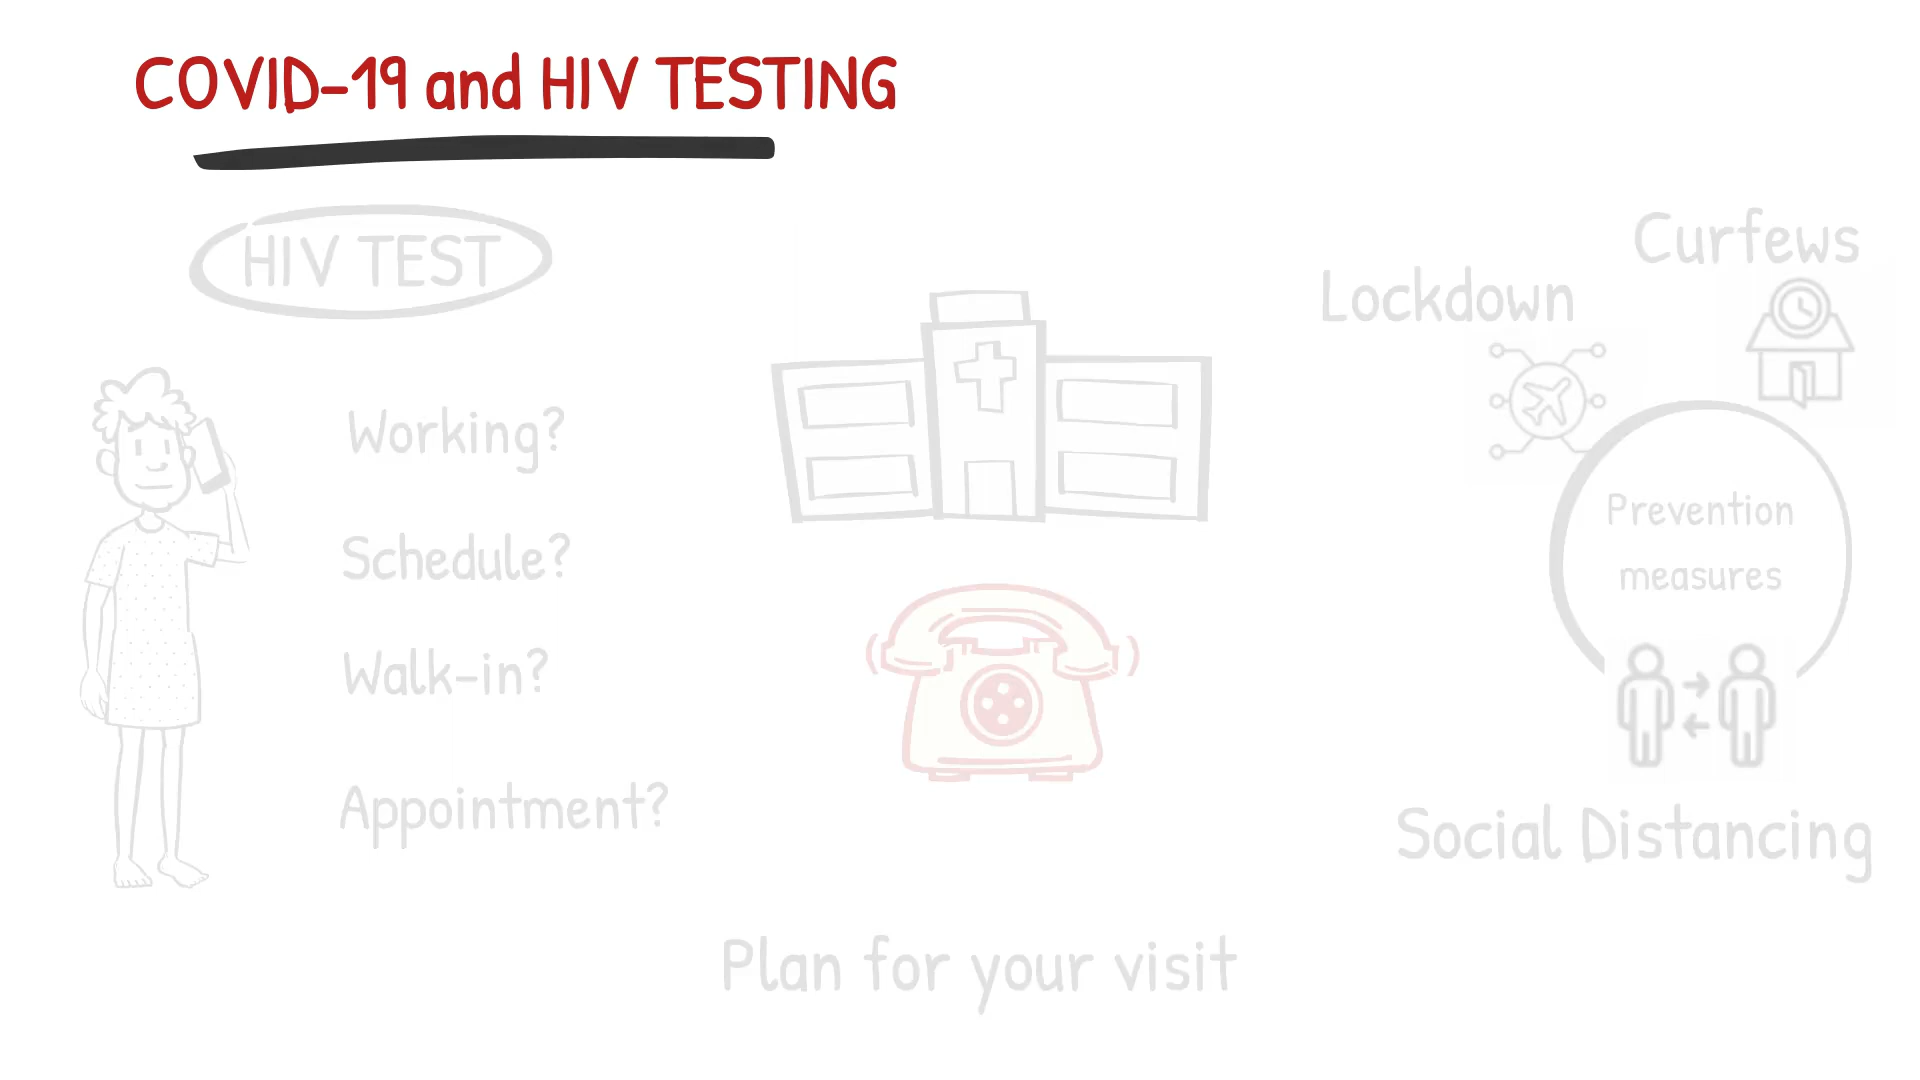 COVID-19 and HIV TESTING
HIV TEST
Working?
Schedule?
Walk-in?
Appointment?
Curfews
Lockdown
Prevention
measures
Social Distancing
Plan for your visit